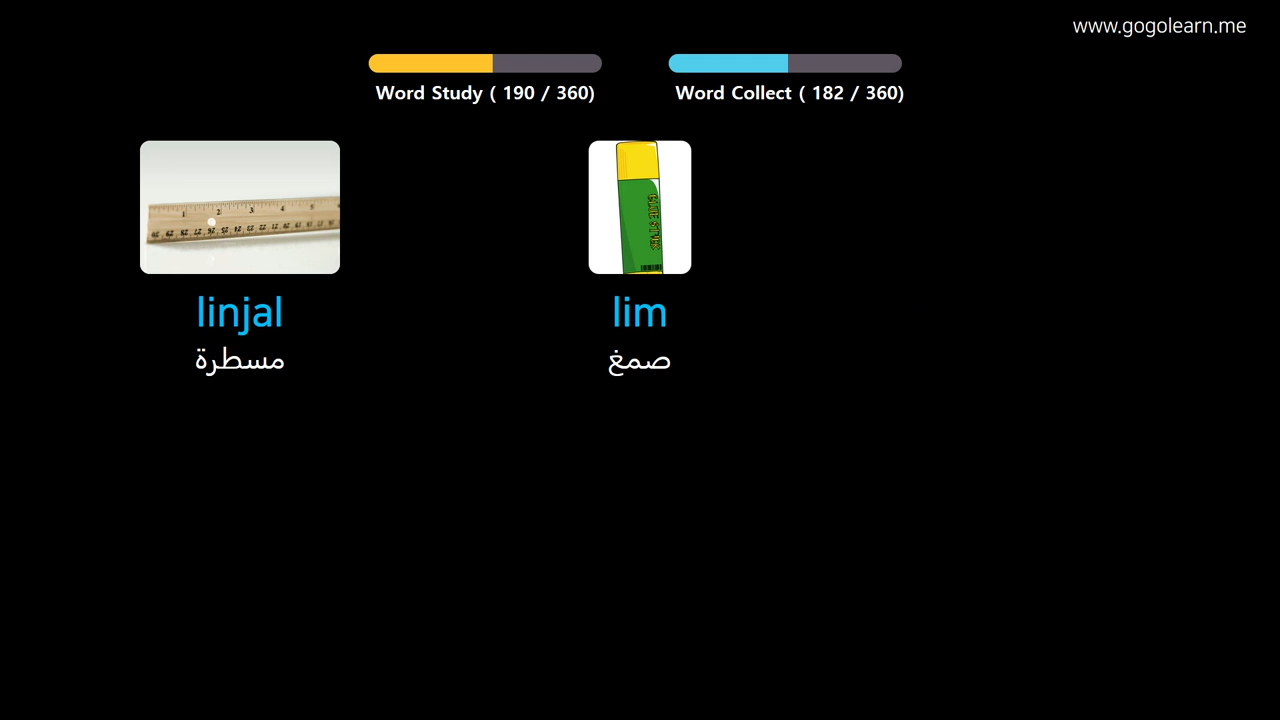 www.gogolearn.me
Word Study ( 190 / 360)
Word Collect ( 182 / 360)
linjal
مسطرة
lim
صمغ